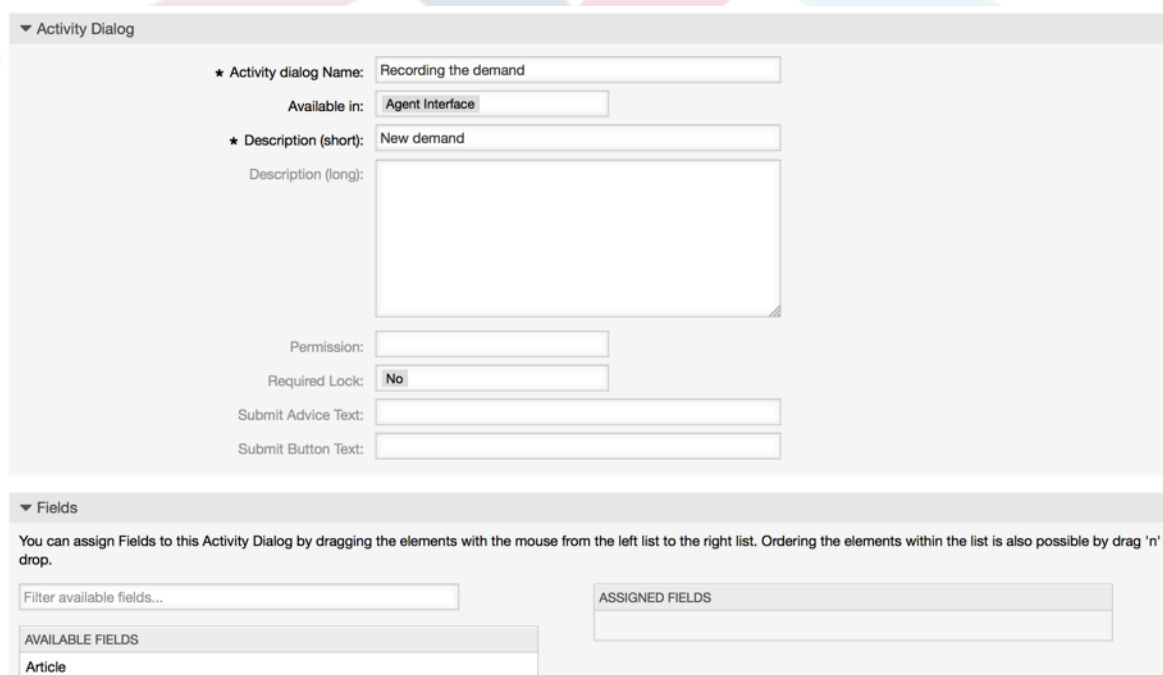 Activity Dialog
★ Activity dialog Name: Recording the demand
Available in: Agent Interface
★ Description (short): New demand
Description (long):
Permission:
Required Lock: No
Submit Advice Text:
Submit Button Text:
Fields
You can assign Fields to this Activity Dialog by dragging the elements with the mouse from the left list to the right list. Ordering the elements within the list is also possible by drag 'n'
drop.
Filter available fields...
ASSIGNED FIELDS
AVAILABLE FIELDS
Article